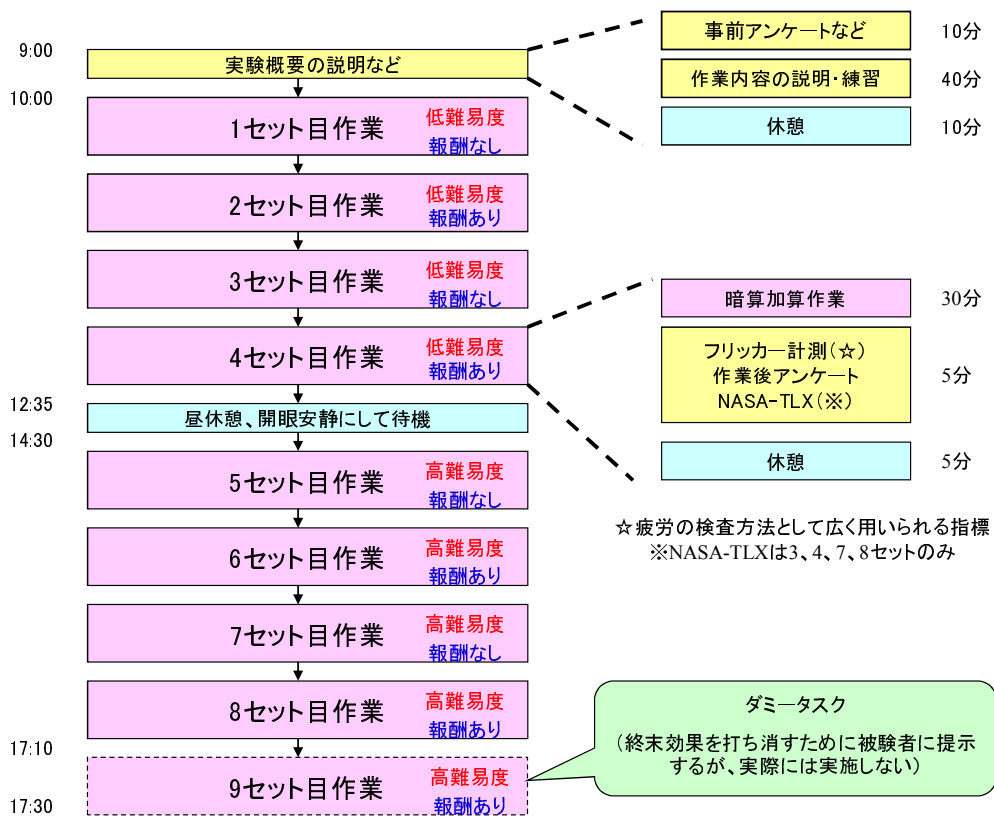 9:00
実験概要の説明など
10:00
1セット目作業
低難易度
報酬なし
2セット目作業
低難易度
報酬あり
3セット目作業
低難易度
報酬なし
4セット目作業
低難易度
報酬あり
12:35
昼休憩、開眼安静にして待機
14:30
5セット目作業
高難易度
報酬なし
6セット目作業
高難易度
報酬あり
7セット目作業
高難易度
報酬なし
8セット目作業
高難易度
報酬あり
17:10
9セット目作業
高難易度
報酬あり
17:30
事前アンケートなど
10分
作業内容の説明・練習
40分
休憩
10分
暗算加算作業
30分
フリッカー計測(☆)
作業後アンケート
NASA-TLX(※)
5分
休憩
5分
☆疲労の検査方法として広く用いられる指標
※NASA-TLXは3、4、7、8セットのみ
ダミータスク
(終末効果を打ち消すために被験者に提示
するが、実際には実施しない)